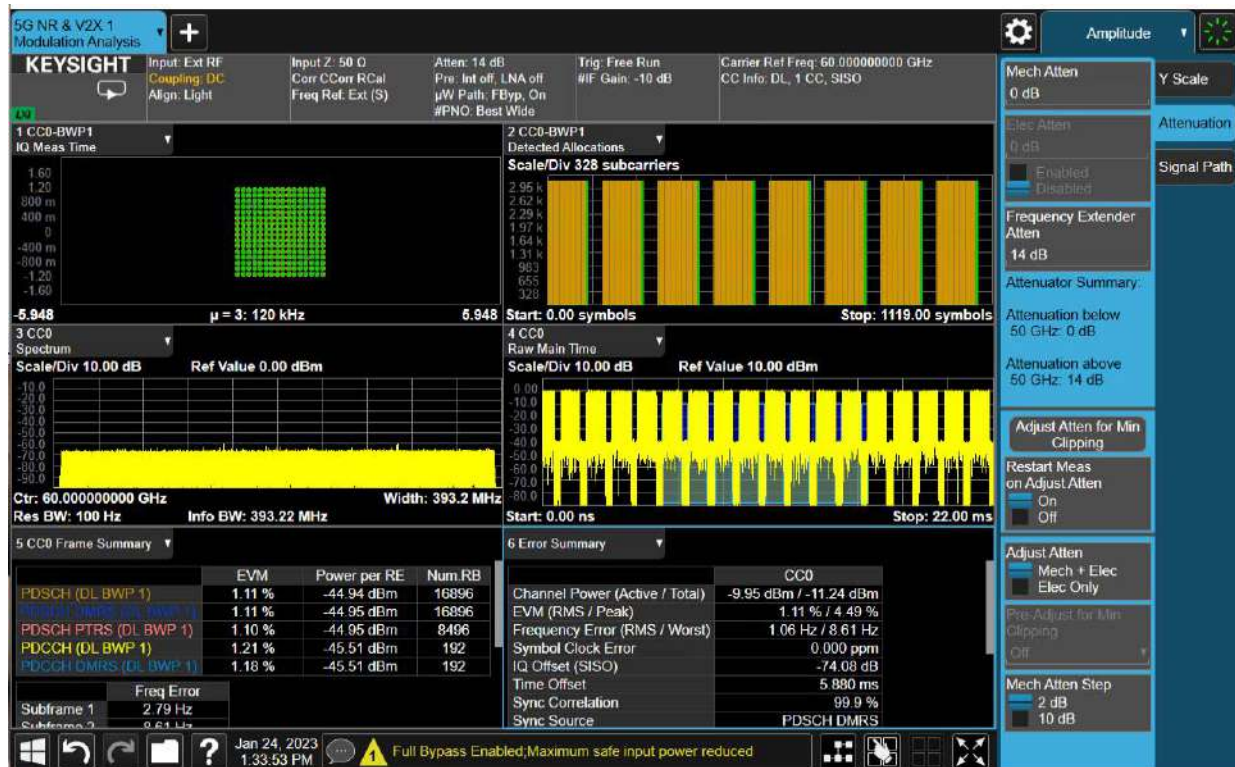 5G NR & V2X 1
Modulation Analysis
Amplitude
KEYSIGHT
LXI
Input: Ext RF
Coupling: DC
Align: Light
Input Z: 50 Ω
Corr CCorr RCal
Freq Ref: Ext (S)
Atten: 14 dB
Pre: Int off, LNA off
µW Path: FByp, On
#PNO: Best Wide
Trig: Free Run
#IF Gain: -10 dB
Carrier Ref Freq: 60.000000000 GHz
CC Info: DL, 1 CC, SISO
1 CC0-BWP1
IQ Meas Time
1.60
1.20
800 m
400 m
0
-400 m
-800 m
-1.20
-1.60
-5.948 µ = 3: 120 kHz 5.948
2 CC0-BWP1
Detected Allocations
Scale/Div 328 subcarriers
2.95 k
2.62 k
2.29 k
1.97 k
1.64 k
1.31 k
983
655
328
Start: 0.00 symbols Stop: 1119.00 symbols
3 CC0
Spectrum
Scale/Div 10.00 dB Ref Value 0.00 dBm
-10.0
-20.0
-30.0
-40.0
-50.0
-60.0
-70.0
-80.0
-90.0
Ctr: 60.000000000 GHz Width: 393.2 MHz
Res BW: 100 Hz Info BW: 393.22 MHz
4 CC0
Raw Main Time
Scale/Div 10.00 dB Ref Value 10.00 dBm
0.00
-10.0
-20.0
-30.0
-40.0
-50.0
-60.0
-70.0
-80.0
Start: 0.00 ns Stop: 22.00 ms
5 CC0 Frame Summary
EVM Power per RE Num.RB
PDSCH (DL BWP 1) 1.11 % -44.94 dBm 16896
PDSCH DMRS (DL BWP 1) 1.11 % -44.95 dBm 16896
PDSCH PTRS (DL BWP 1) 1.10 % -44.95 dBm 8496
PDCCH (DL BWP 1) 1.21 % -45.51 dBm 192
PDCCH DMRS (DL BWP 1) 1.18 % -45.51 dBm 192
Freq Error
Subframe 1 2.79 Hz
Subframe 2 8.61 Hz
6 Error Summary
CC0
Channel Power (Active / Total) -9.95 dBm / -11.24 dBm
EVM (RMS / Peak) 1.11 % / 4.49 %
Frequency Error (RMS / Worst) 1.06 Hz / 8.61 Hz
Symbol Clock Error 0.000 ppm
IQ Offset (SISO) -74.08 dB
Time Offset 5.880 ms
Sync Correlation 99.9 %
Sync Source PDSCH DMRS
Mech Atten
0 dB
Elec Atten
0 dB
Enabled
Disabled
Frequency Extender
Atten
14 dB
Attenuator Summary:
Attenuation below
50 GHz: 0 dB
Attenuation above
50 GHz: 14 dB
Adjust Atten for Min
Clipping
Restart Meas
on Adjust Atten
On
Off
Adjust Atten
Mech + Elec
Elec Only
Pre-Adjust for Min
Clipping
Off
Mech Atten Step
2 dB
10 dB
Y Scale
Attenuation
Signal Path
?
Jan 24, 2023
1:33:53 PM
1
Full Bypass Enabled;Maximum safe input power reduced